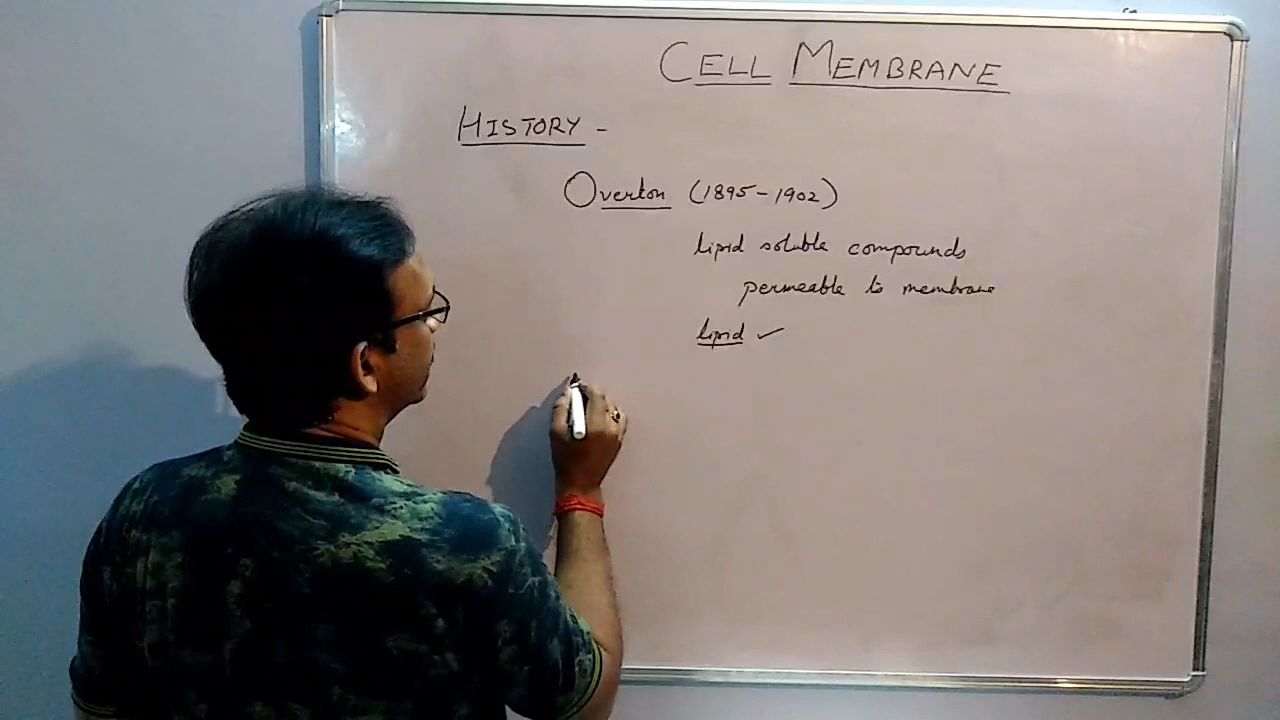 CELL MEMBRANE
HISTORY -
Overton (1895-1902)
lipid soluble compounds
permeable to membrane
lipid ✓